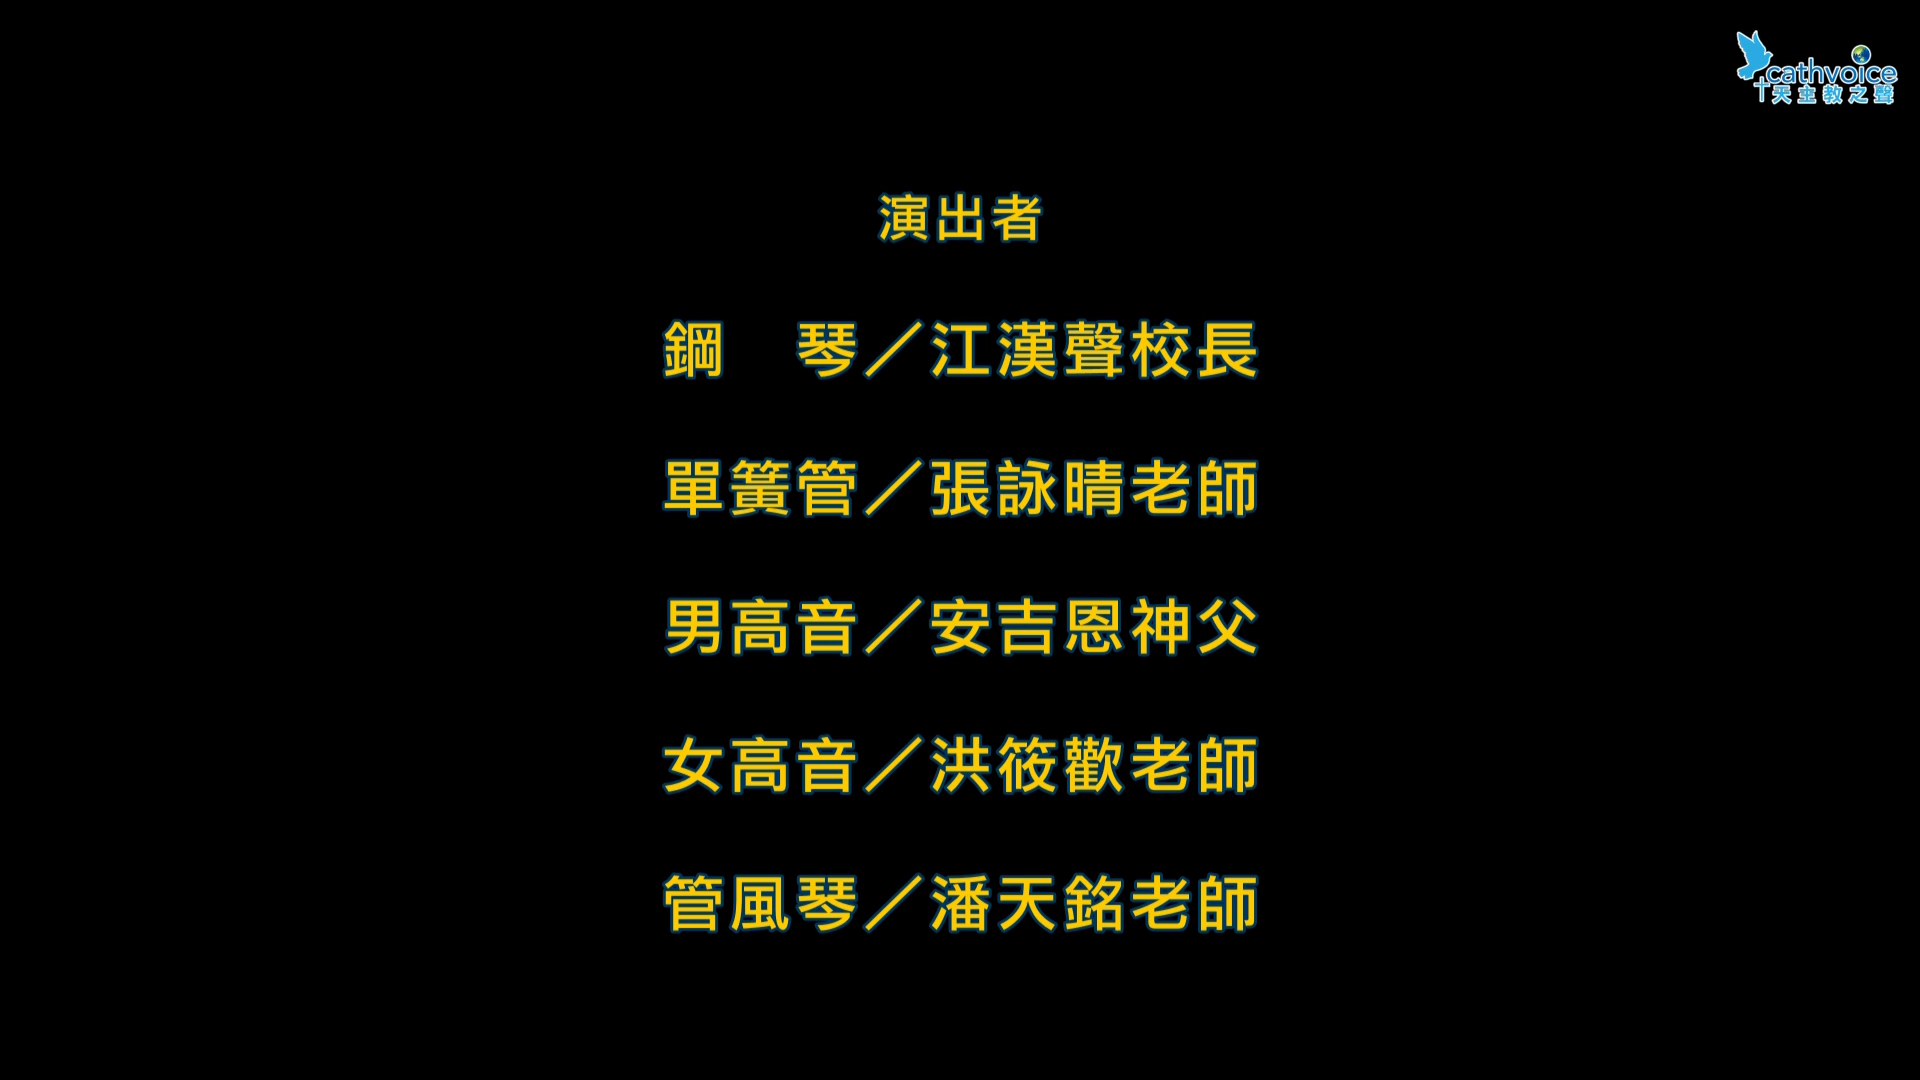 cathvoice
天主教之聲
演出者
鋼　琴／江漢聲校長
單簧管／張詠晴老師
男高音／安吉恩神父
女高音／洪筱歡老師
管風琴／潘天銘老師